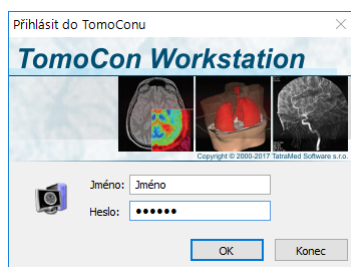 Přihlásit do TomoConu
TomoCon Workstation
Copyright © 2000-2017 TatraMed Software s.r.o.
Jméno: Jméno
Heslo: ●●●●●●
OK Konec